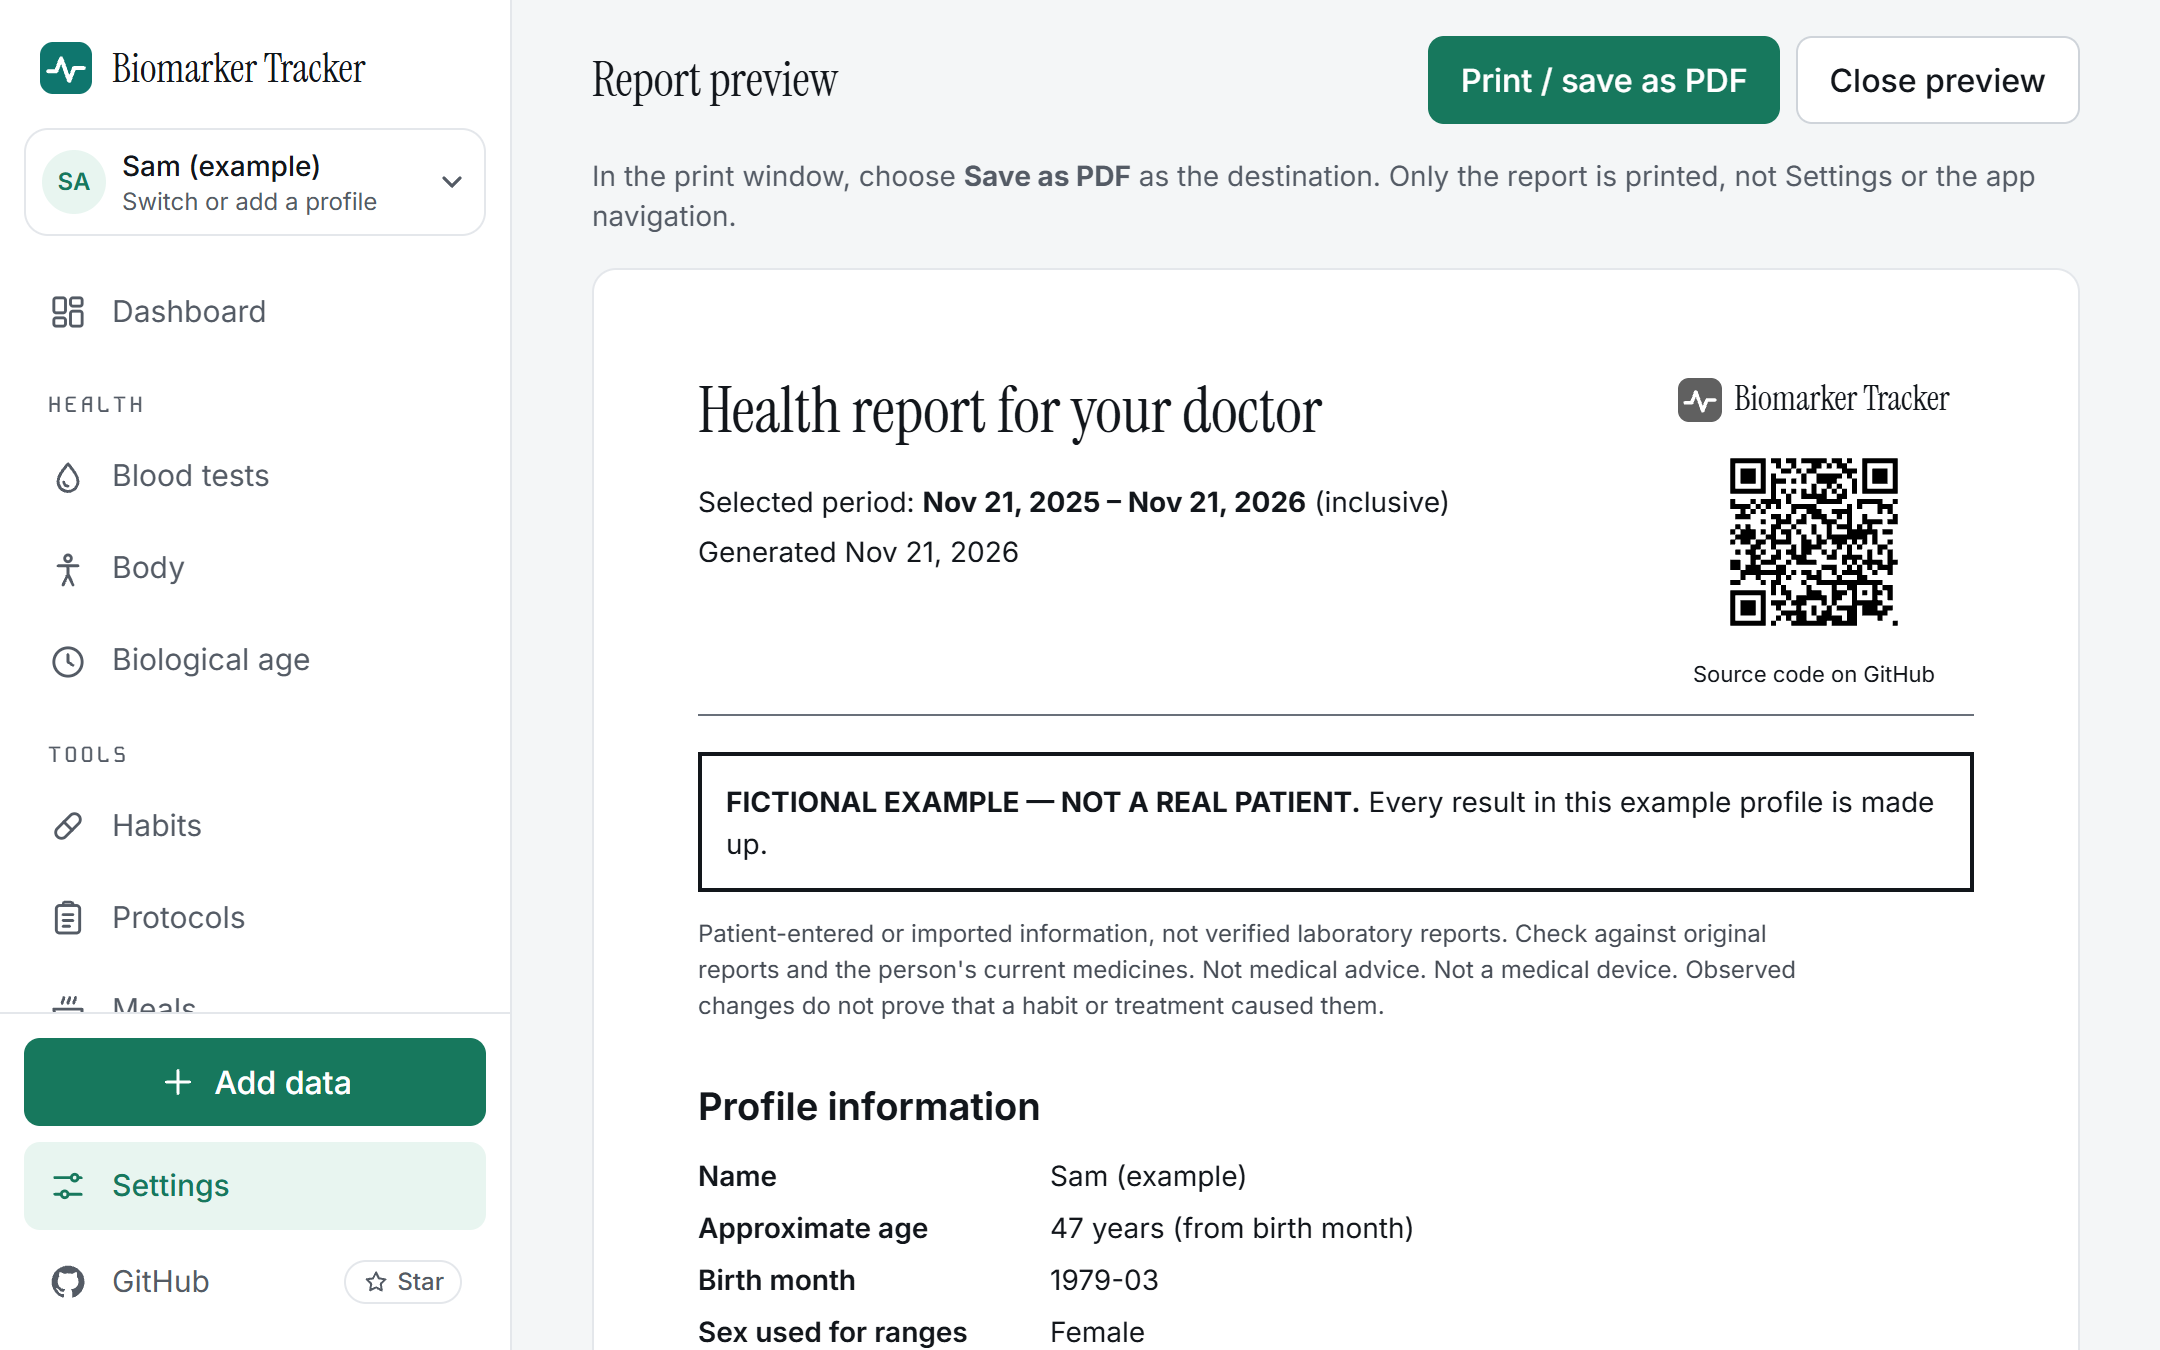 Biomarker Tracker
SA
Sam (example)
Switch or add a profile
Dashboard
HEALTH
Blood tests
Body
Biological age
TOOLS
Habits
Protocols
Meals
Add data
Settings
GitHub
Star
Report preview
Print / save as PDF
Close preview
In the print window, choose Save as PDF as the destination. Only the report is printed, not Settings or the app
navigation.
Health report for your doctor
Selected period: Nov 21, 2025 – Nov 21, 2026 (inclusive)
Generated Nov 21, 2026
Biomarker Tracker
Source code on GitHub
FICTIONAL EXAMPLE — NOT A REAL PATIENT. Every result in this example profile is made
up.
Patient-entered or imported information, not verified laboratory reports. Check against original
reports and the person's current medicines. Not medical advice. Not a medical device. Observed
changes do not prove that a habit or treatment caused them.
Profile information
Name Sam (example)
Approximate age 47 years (from birth month)
Birth month 1979-03
Sex used for ranges Female